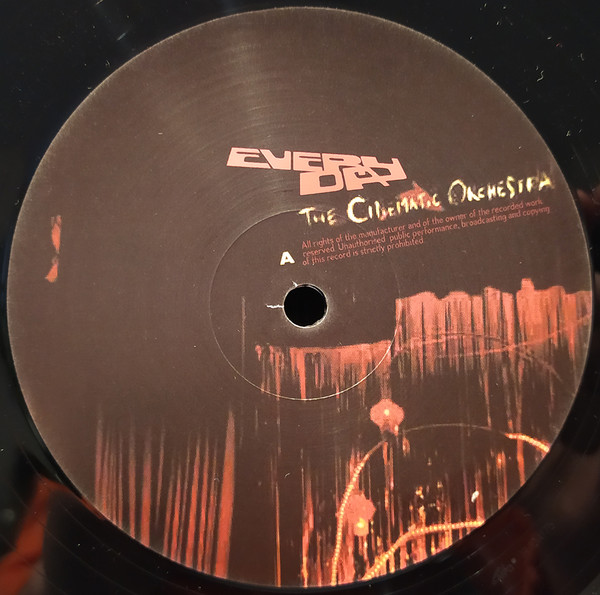 EVERY
DAY
THE CINEMATIC ORCHESTRA
All rights of the manufacturer and of the owner of the recorded work
reserved. Unauthorised public performance, broadcasting and copying
of this record is strictly prohibited
A